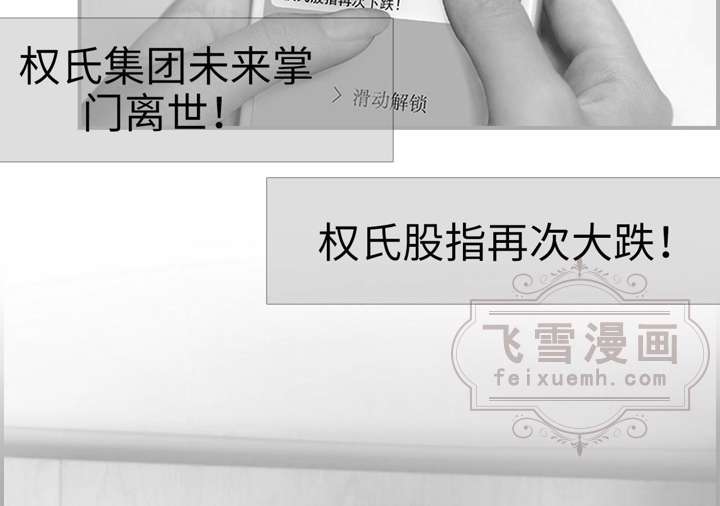 权氏股指再次下跌！
权氏集团未来掌
门离世！
> 滑动解锁
权氏股指再次大跌！
飞雪漫画
feixuemh.com